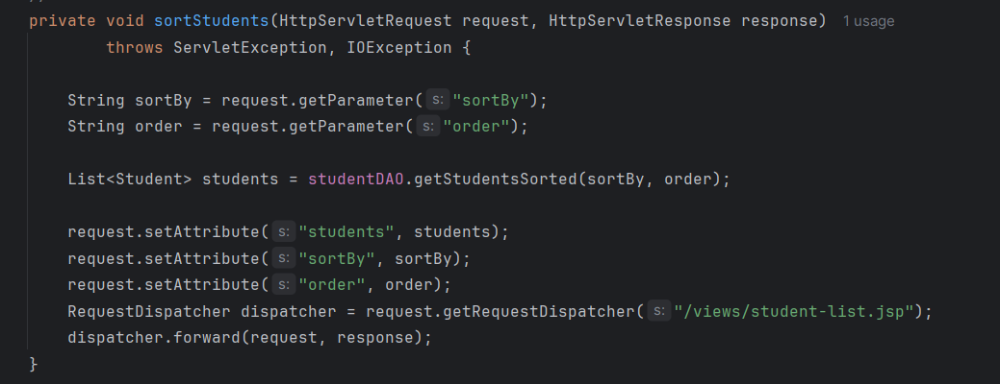 private void sortStudents(HttpServletRequest request, HttpServletResponse response) 1 usage
throws ServletException, IOException {
String sortBy = request.getParameter( s: "sortBy");
String order = request.getParameter( s: "order");
List<Student> students = studentDAO.getStudentsSorted(sortBy, order);
request.setAttribute( s: "students", students);
request.setAttribute( s: "sortBy", sortBy);
request.setAttribute( s: "order", order);
RequestDispatcher dispatcher = request.getRequestDispatcher( s: "/views/student-list.jsp");
dispatcher.forward(request, response);
}